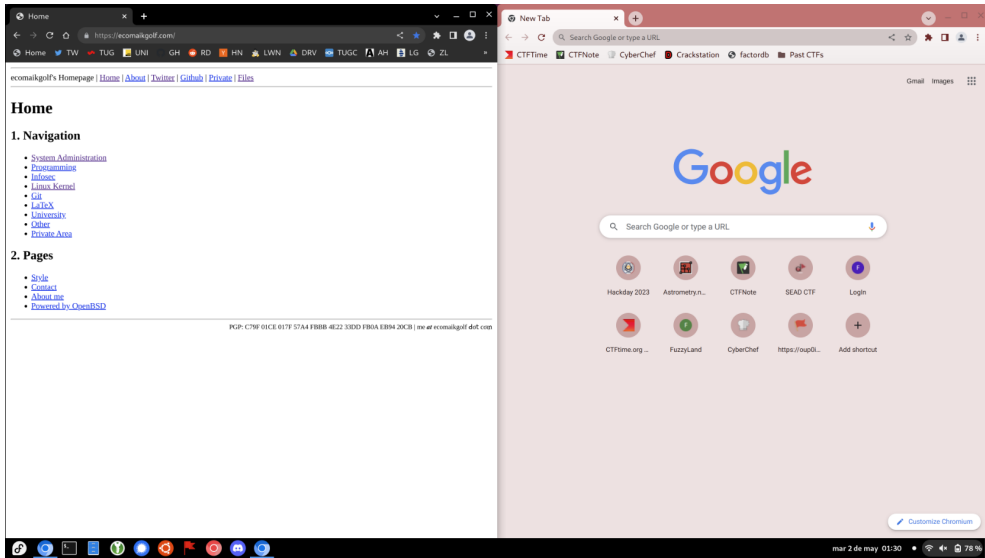 Home
https://ecomaikgolf.com/
Home TW TUG UNI GH RD HN LWN DRV TUGC AH LG ZL »
ecomaikgolf's Homepage | Home | About | Twitter | Github | Private | Files
Home
1. Navigation
System Administration
Programming
Infosec
Linux Kernel
Git
LaTeX
University
Other
Private Area
2. Pages
Style
Contact
About me
Powered by OpenBSD
PGP: C79F 01CE 017F 57A4 FBBB 4E22 33DD FB0A EB94 20CB | me at ecomaikgolf dot com
New Tab
Search Google or type a URL
CTFTime CTFNote CyberChef Crackstation factordb Past CTFs
Gmail Images
Google
Search Google or type a URL
Hackday 2023 Astrometry.n... CTFNote SEAD CTF LogIn
CTFtime.org ... FuzzyLand CyberChef https://oup0i... Add shortcut
Customize Chromium
mar 2 de may 01:30 78 %